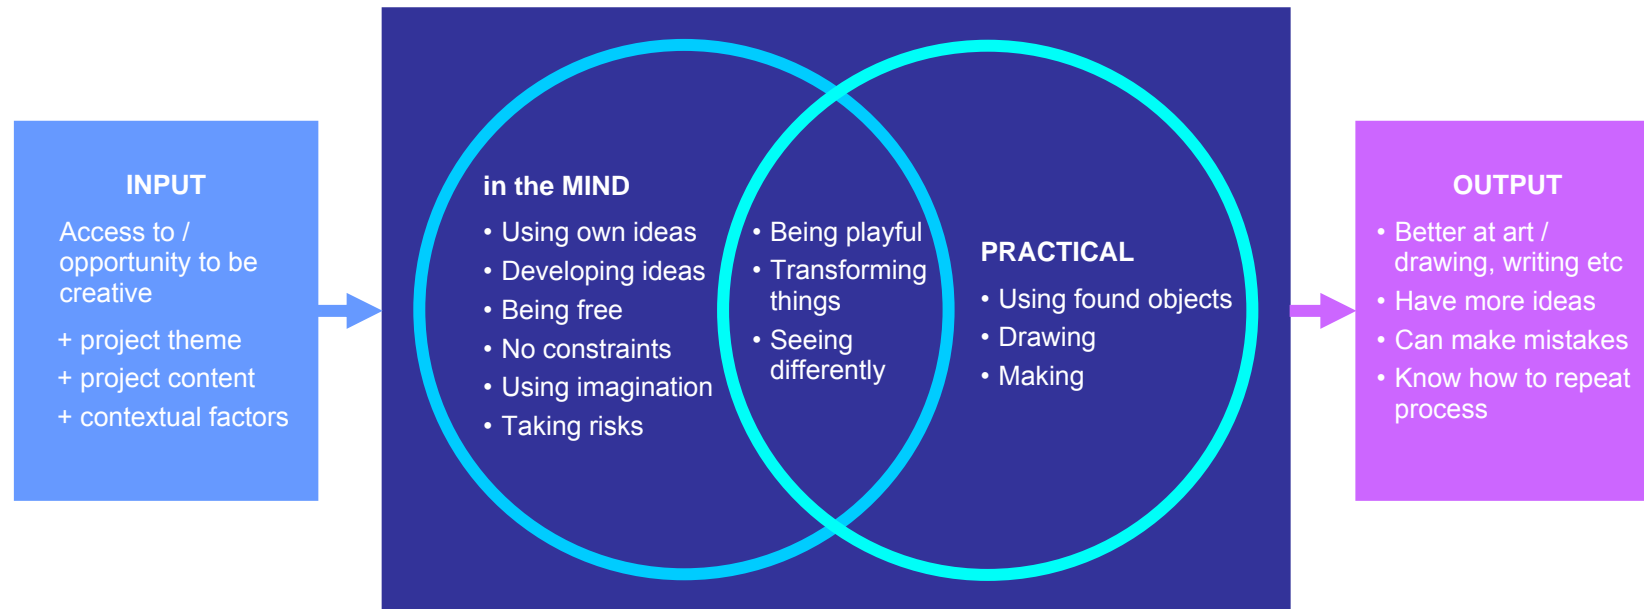 INPUT
Access to /
opportunity to be
creative
+ project theme
+ project content
+ contextual factors
in the MIND
• Using own ideas
• Developing ideas
• Being free
• No constraints
• Using imagination
• Taking risks
• Being playful
• Transforming
things
• Seeing
differently
PRACTICAL
• Using found objects
• Drawing
• Making
OUTPUT
• Better at art /
drawing, writing etc
• Have more ideas
• Can make mistakes
• Know how to repeat
process